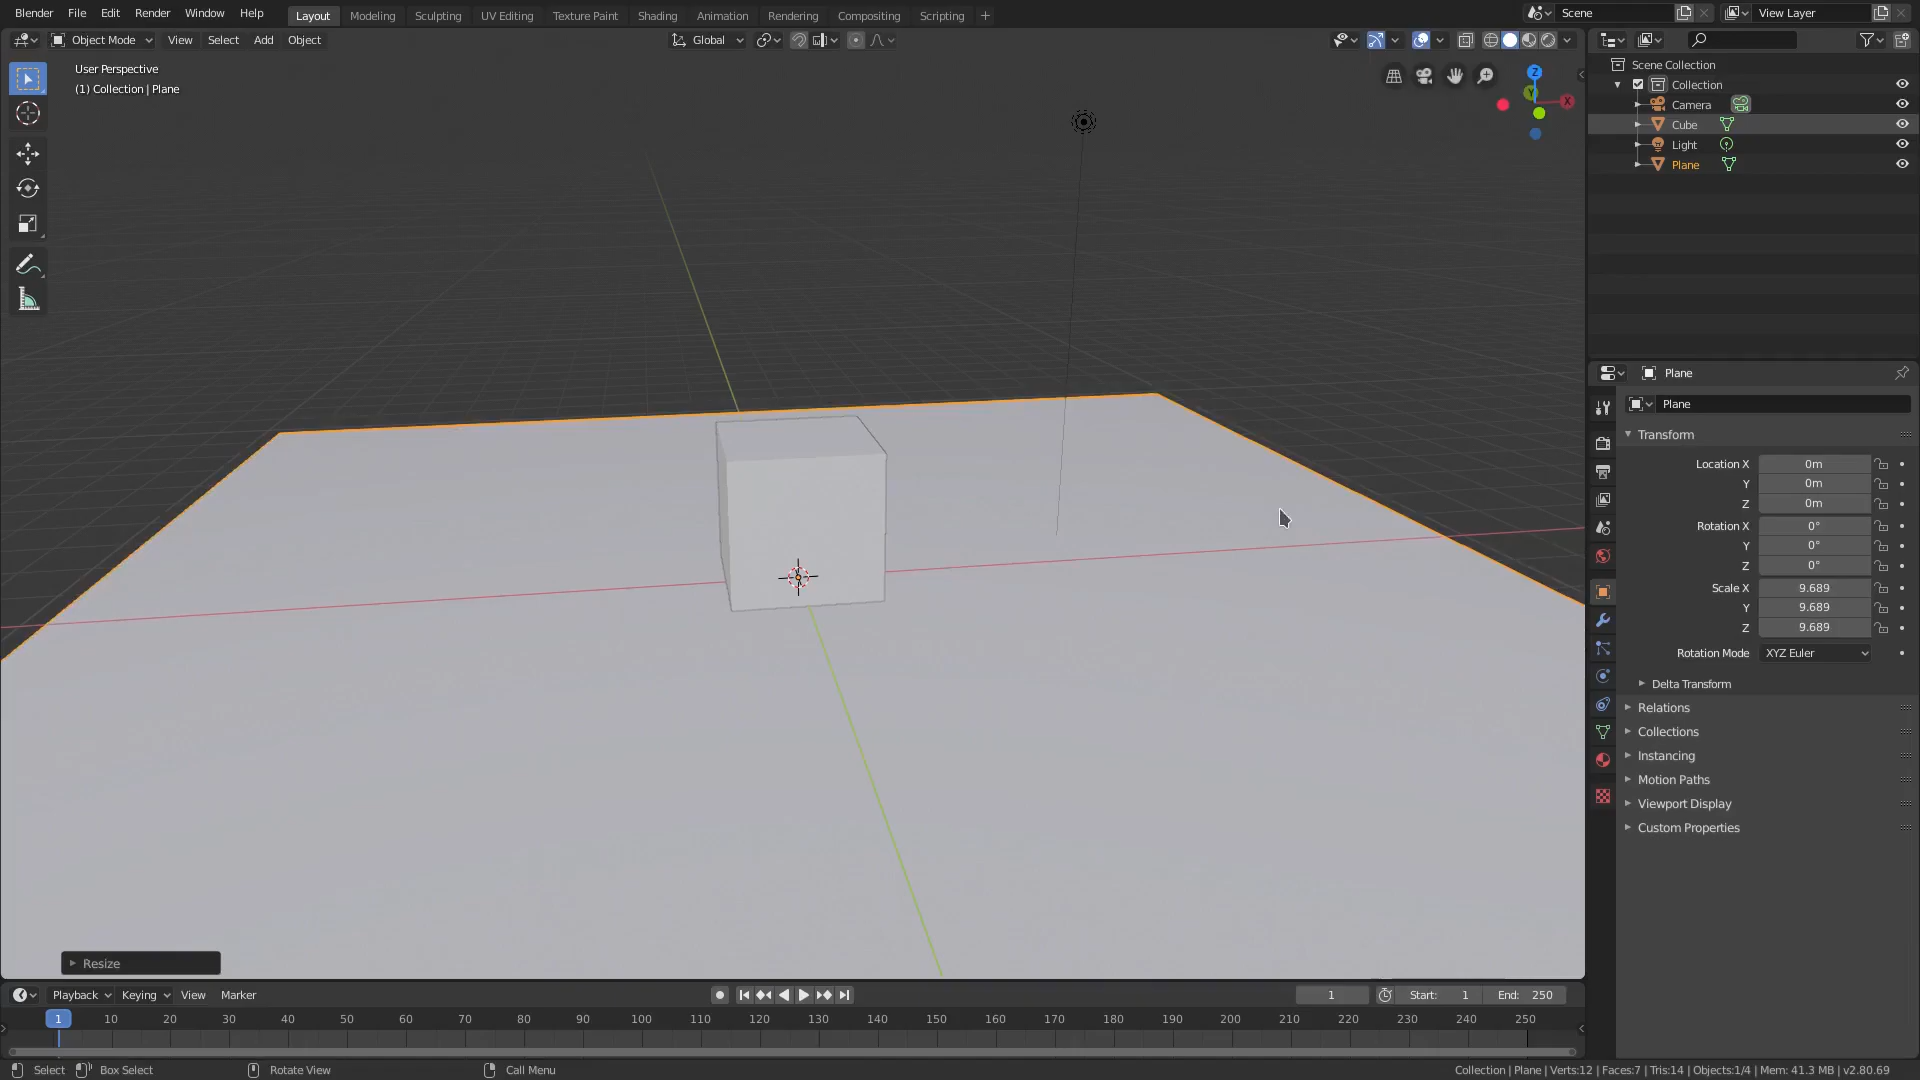 Blender File Edit Render Window Help Layout Modeling Sculpting UV Editing Texture Paint Shading Animation Rendering Compositing Scripting + Scene View Layer
Object Mode View Select Add Object Global
User Perspective
(1) Collection | Plane
Z
Y
X
Scene Collection
Collection
Camera
Cube
Light
Plane
Plane
Plane
Transform
Location X 0m
Y 0m
Z 0m
Rotation X 0°
Y 0°
Z 0°
Scale X 9.689
Y 9.689
Z 9.689
Rotation Mode XYZ Euler
Delta Transform
Relations
Collections
Instancing
Motion Paths
Viewport Display
Custom Properties
Resize
Playback Keying View Marker 1 Start: 1 End: 250
1 10 20 30 40 50 60 70 80 90 100 110 120 130 140 150 160 170 180 190 200 210 220 230 240 250
Select Box Select Rotate View Call Menu Collection | Plane | Verts:12 | Faces:7 | Tris:14 | Objects:1/4 | Mem: 41.3 MB | v2.80.69